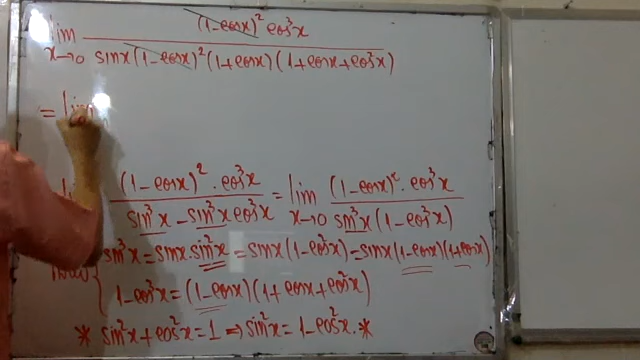 lim x→0 (1-cosx)² cos³x / sinx(1-cosx)²(1+cosx)(1+cosx+cos²x)
= lim
(1-cosx)² . cos³x / sin³x - sin³x cos³x = lim x→0 (1-cosx)² . cos³x / sin³x (1-cos³x)
{ sin³x = sinx . sin²x = sinx (1-cos²x) = sinx (1-cosx)(1+cosx)
1-cos³x = (1-cosx)(1+cosx+cos²x)
* sin²x + cos²x = 1 ⇒ sin²x = 1-cos²x . *